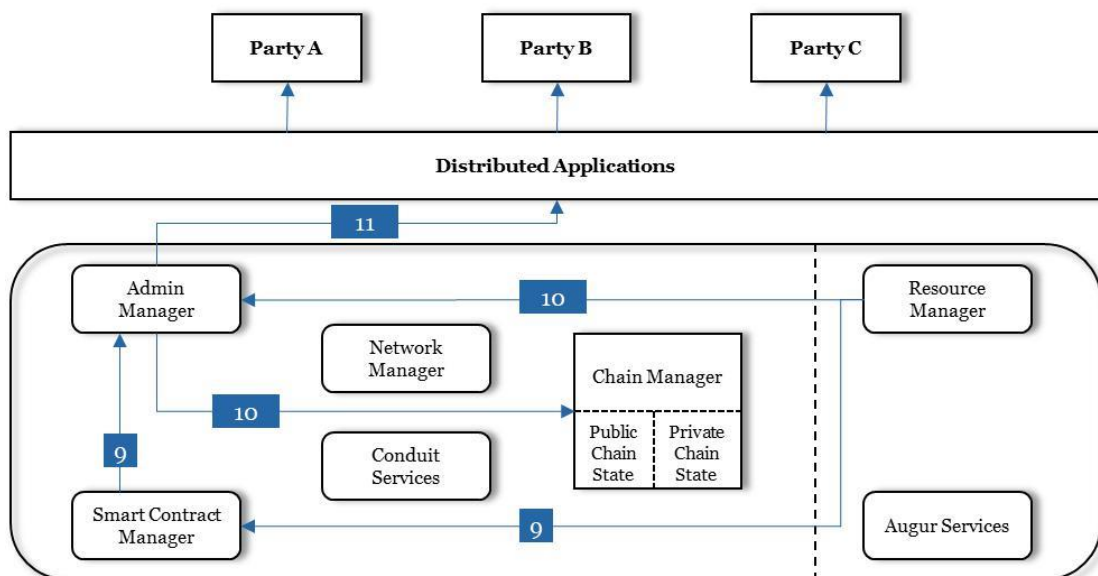 Party A
Party B
Party C
Distributed Applications
11
Admin
Manager
10
Resource
Manager
Network
Manager
Chain Manager
10
Public
Chain
State
Private
Chain
State
9
Conduit
Services
Smart Contract
Manager
9
Augur Services